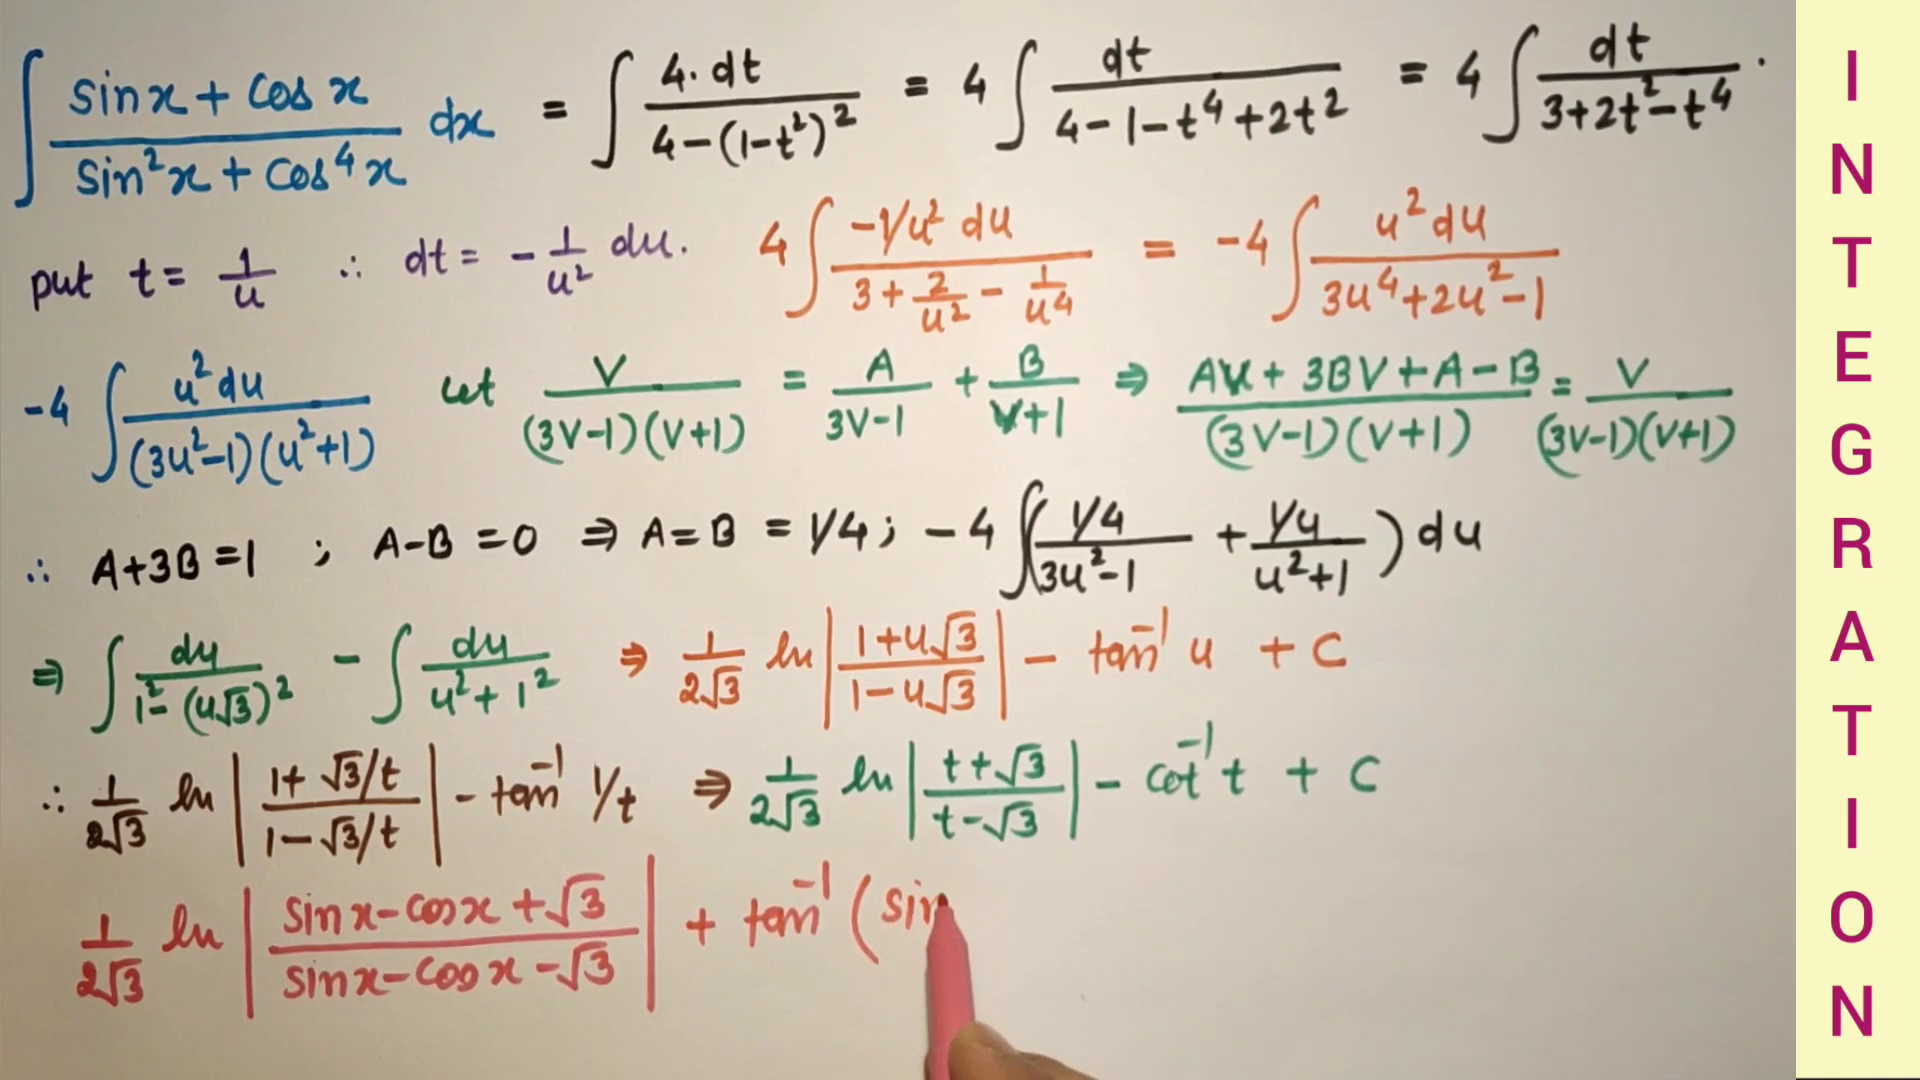 ∫ (sin x + cos x)/(sin²x + cos⁴x) dx = ∫ 4·dt/(4-(1-t²)²) = 4 ∫ dt/(4-1-t⁴+2t²) = 4 ∫ dt/(3+2t²-t⁴).
put t = 1/u ∴ dt = -1/u² du. 4 ∫ (-1/u² du)/(3 + 2/u² - 1/u⁴) = -4 ∫ u² du/(3u⁴+2u²-1)
-4 ∫ u² du/((3u²-1)(u²+1)) Let V/((3V-1)(V+1)) = A/(3V-1) + B/(V+1) ⇒ (AV + 3BV + A - B)/((3V-1)(V+1)) = V/((3V-1)(V+1))
∴ A+3B=1 ; A-B=0 ⇒ A=B = 1/4; -4 ∫((1/4)/(3u²-1) + (1/4)/(u²+1)) du
⇒ ∫ du/(1²-(u√3)²) - ∫ du/(u²+1²) ⇒ 1/(2√3) ln |(1+u√3)/(1-u√3)| - tan⁻¹ u + C
∴ 1/(2√3) ln |(1+√3/t)/(1-√3/t)| - tan⁻¹ 1/t ⇒ 1/(2√3) ln |(t+√3)/(t-√3)| - cot⁻¹ t + C
1/(2√3) ln |(sin x - cos x + √3)/(sin x - cos x - √3)| + tan⁻¹ (sin
INTEGRATION